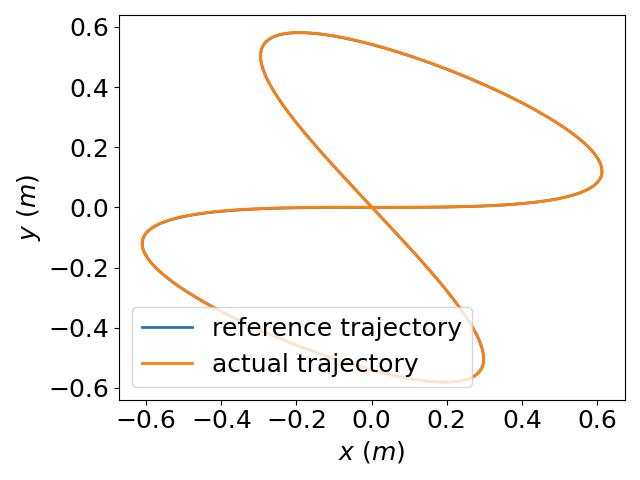 0.6
0.4
0.2
0.0
−0.2
−0.4
−0.6
y (m)
reference trajectory
actual trajectory
−0.6 −0.4 −0.2 0.0 0.2 0.4 0.6
x (m)